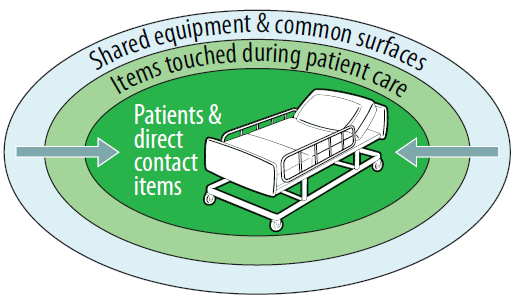 Shared equipment & common surfaces
Items touched during patient care
Patients &
direct
contact
items